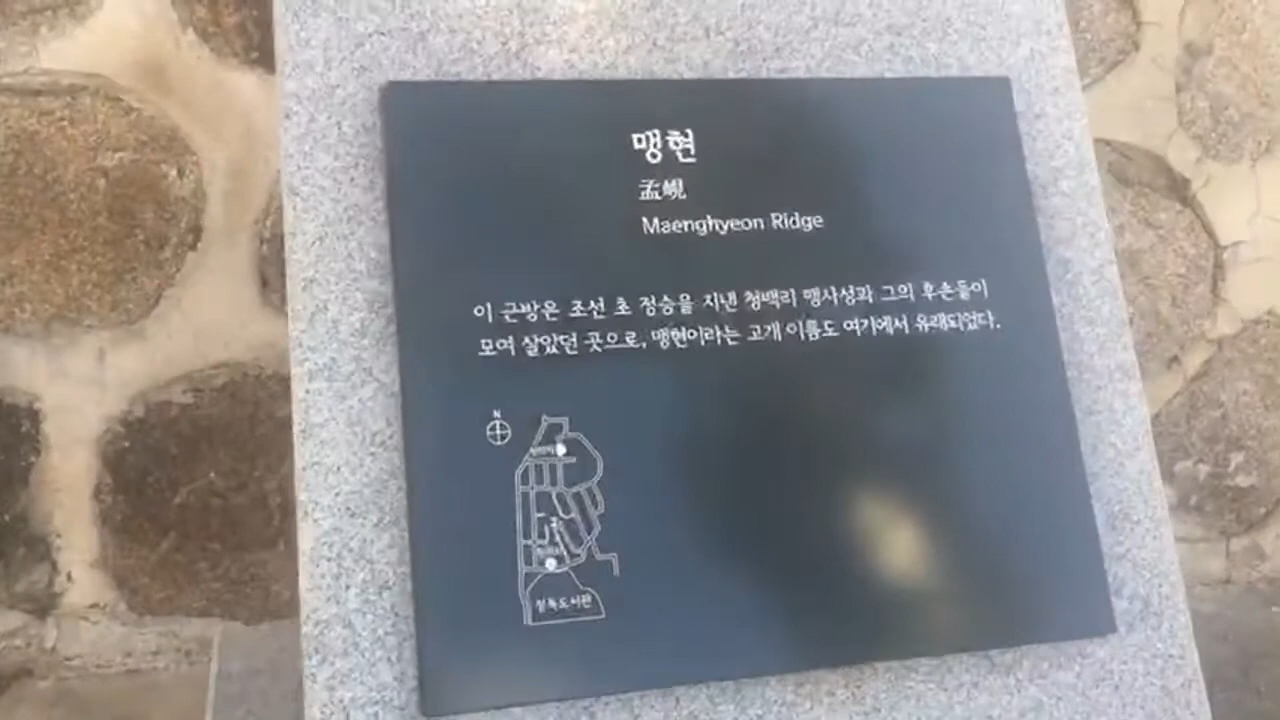 맹현
孟峴
Maenghyeon Ridge
이 근방은 조선 초 정승을 지낸 청백리 맹사성과 그의 후손들이
모여 살았던 곳으로, 맹현이라는 고개 이름도 여기에서 유래되었다.
N
정독도서관